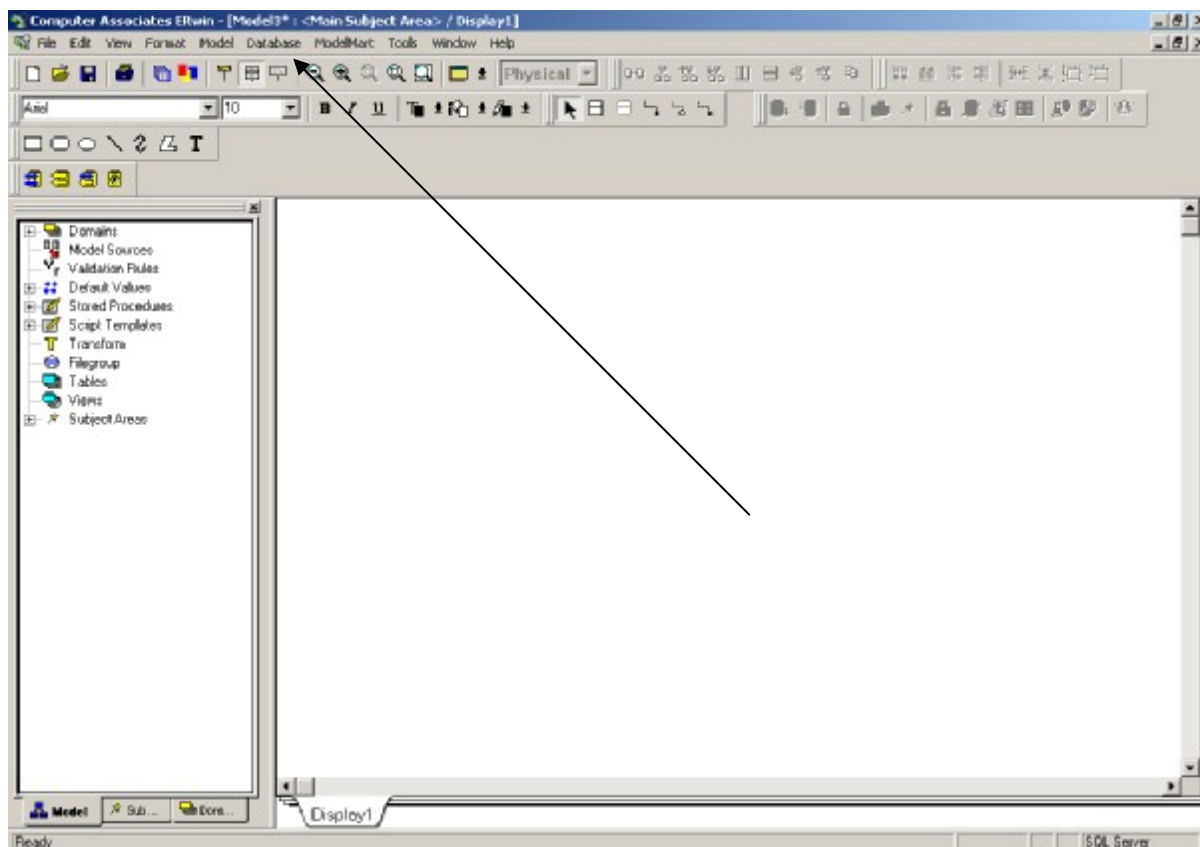 Computer Associates ERwin - [Model3* : <Main Subject Area> / Display1]
File Edit View Format Model Database ModelMart Tools Window Help
Physical
Arial 10 B I U
T
Domains
Model Sources
Validation Rules
Default Values
Stored Procedures
Script Templates
Transform
Filegroup
Tables
Views
Subject Areas
Model Sub... Dom...
Display1
Ready SQL Server